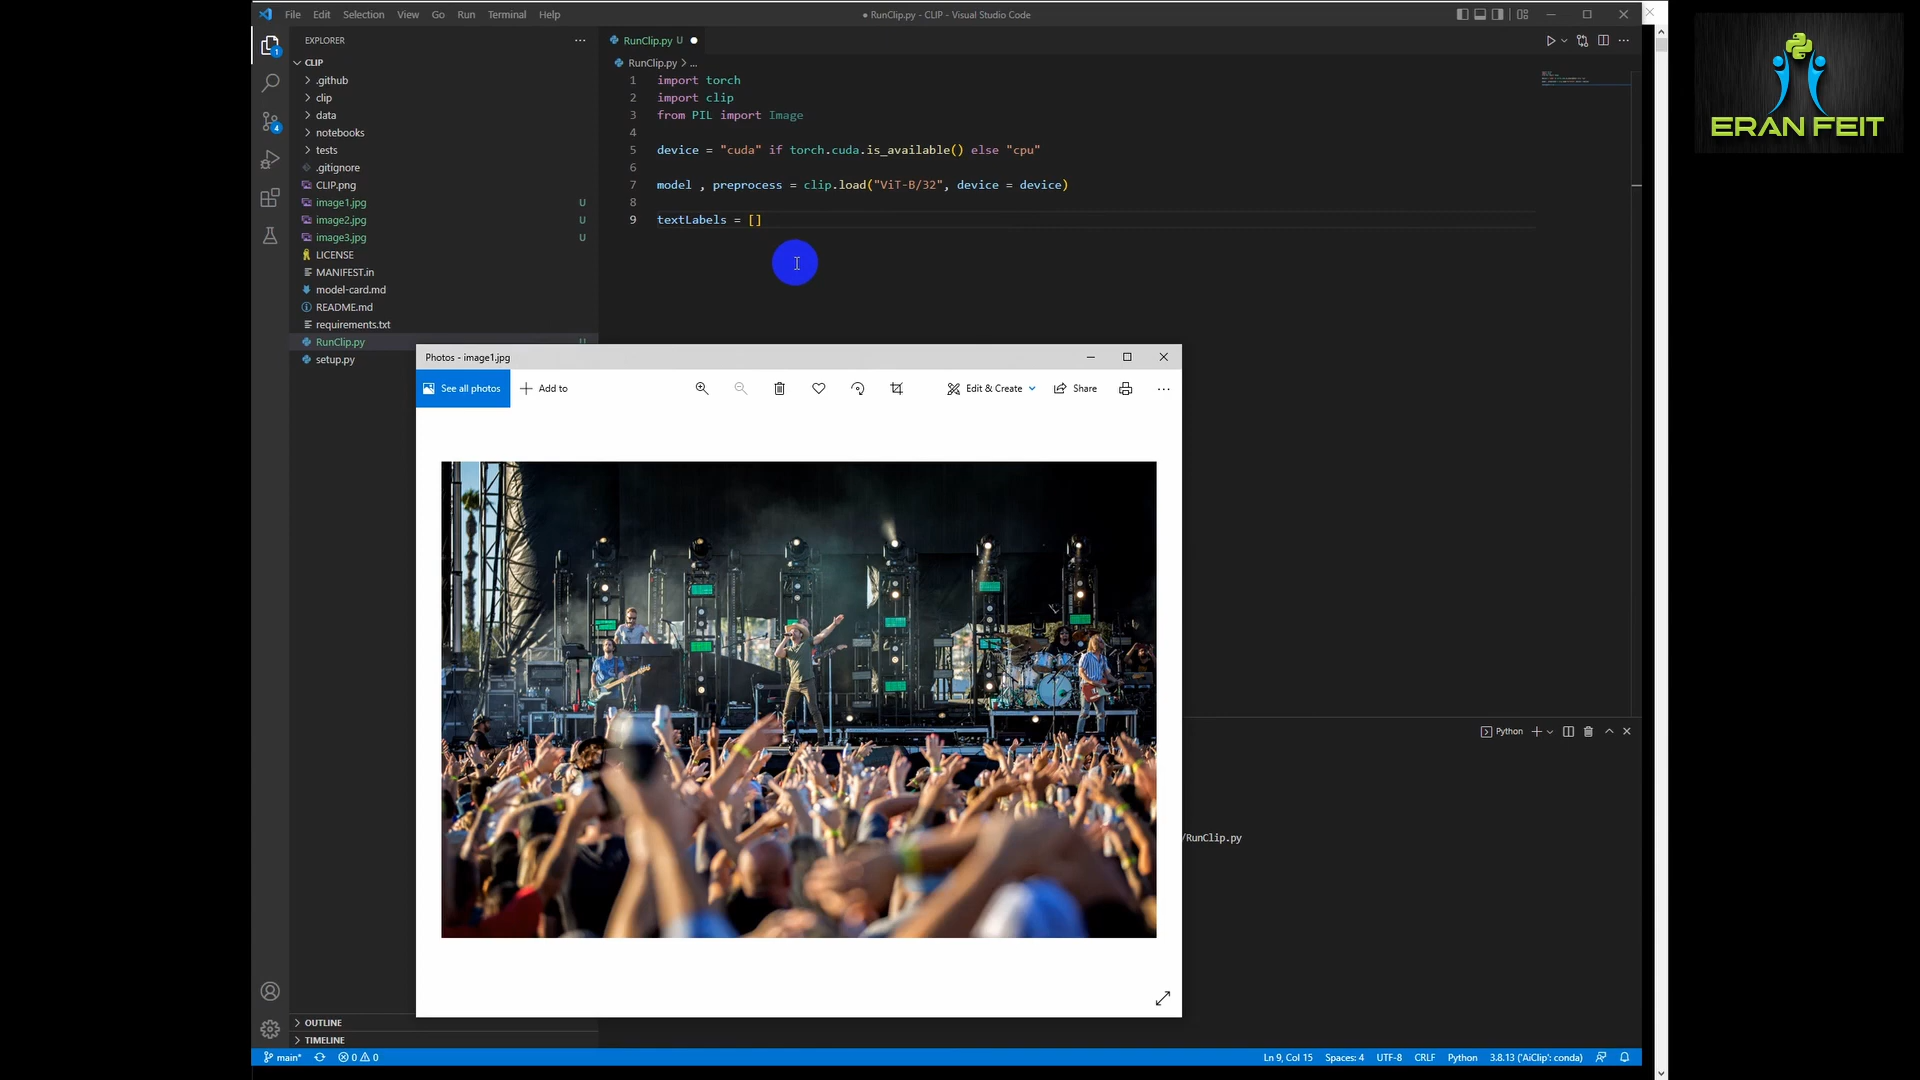 File Edit Selection View Go Run Terminal Help
● RunClip.py - CLIP - Visual Studio Code
EXPLORER
CLIP
.github
clip
data
notebooks
tests
.gitignore
CLIP.png
image1.jpg U
image2.jpg U
image3.jpg U
LICENSE
MANIFEST.in
model-card.md
README.md
requirements.txt
RunClip.py U
setup.py
RunClip.py U ●
RunClip.py > ...
1 import torch
2 import clip
3 from PIL import Image
4
5 device = "cuda" if torch.cuda.is_available() else "cpu"
6
7 model , preprocess = clip.load("ViT-B/32", device = device)
8
9 textLabels = []
Photos - image1.jpg
See all photos
Add to
Edit & Create
Share
Python
/RunClip.py
OUTLINE
TIMELINE
main* 0 0
Ln 9, Col 15 Spaces: 4 UTF-8 CRLF Python 3.8.13 ('AiClip': conda)
1
4
ERAN FEIT